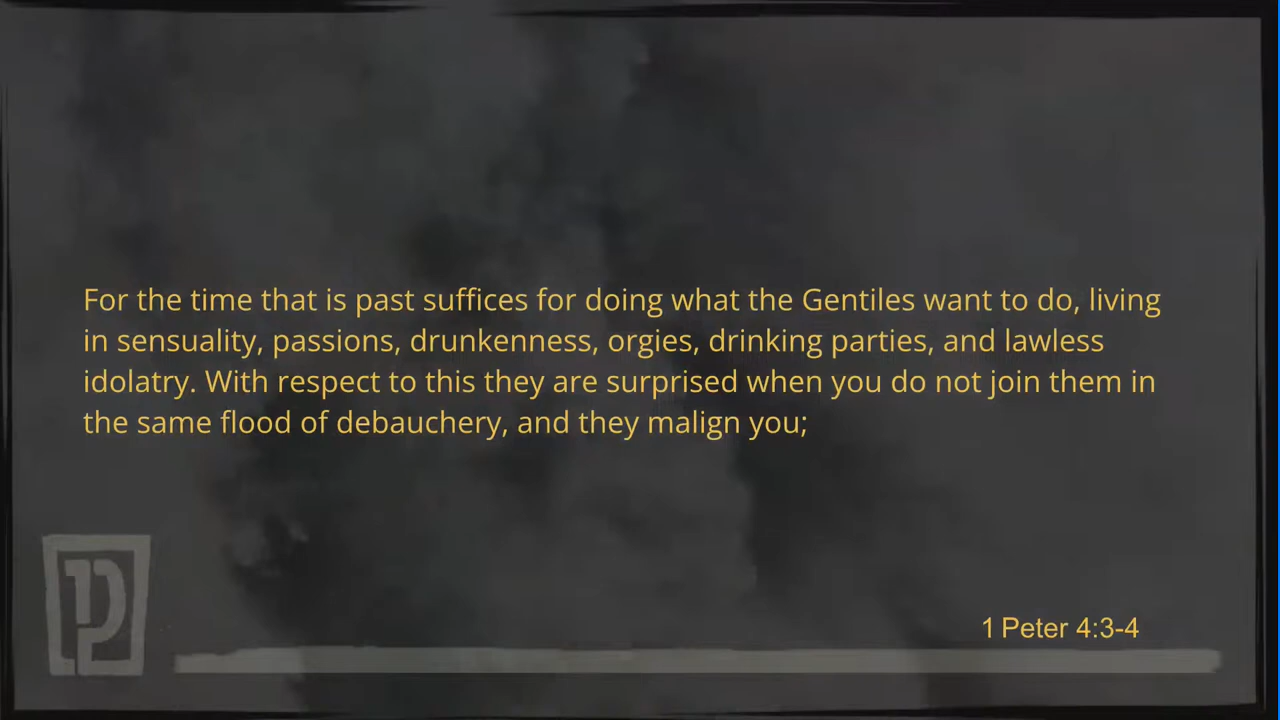 For the time that is past suffices for doing what the Gentiles want to do, living
in sensuality, passions, drunkenness, orgies, drinking parties, and lawless
idolatry. With respect to this they are surprised when you do not join them in
the same flood of debauchery, and they malign you;
1 Peter 4:3-4